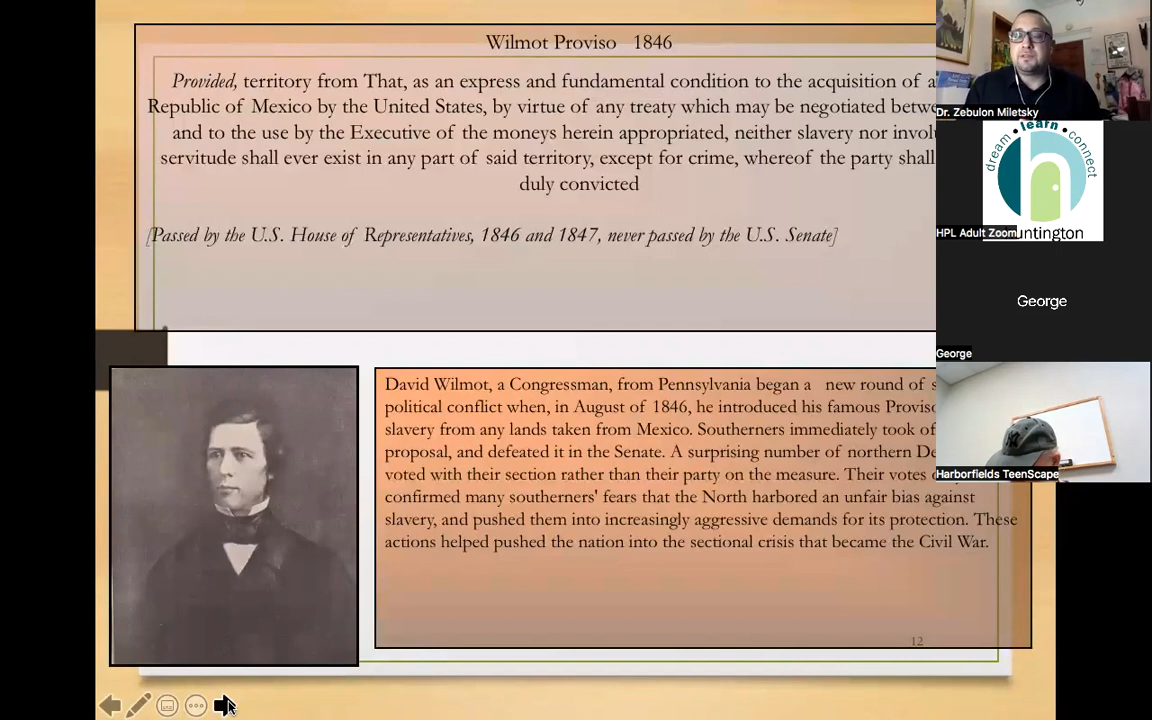 Wilmot Proviso 1846
Provided, territory from That, as an express and fundamental condition to the acquisition of a
Republic of Mexico by the United States, by virtue of any treaty which may be negotiated betwe
and to the use by the Executive of the moneys herein appropriated, neither slavery nor invol
servitude shall ever exist in any part of said territory, except for crime, whereof the party shall
duly convicted
[Passed by the U.S. House of Representatives, 1846 and 1847, never passed by the U.S. Senate]
David Wilmot, a Congressman, from Pennsylvania began a new round of s
political conflict when, in August of 1846, he introduced his famous Proviso
slavery from any lands taken from Mexico. Southerners immediately took of
proposal, and defeated it in the Senate. A surprising number of northern De
voted with their section rather than their party on the measure. Their votes
confirmed many southerners' fears that the North harbored an unfair bias against
slavery, and pushed them into increasingly aggressive demands for its protection. These
actions helped pushed the nation into the sectional crisis that became the Civil War.
12
Dr. Zebulon Miletsky
dream • learn • connect
untington
HPL Adult Zoom
George
George
Harborfields TeenScape